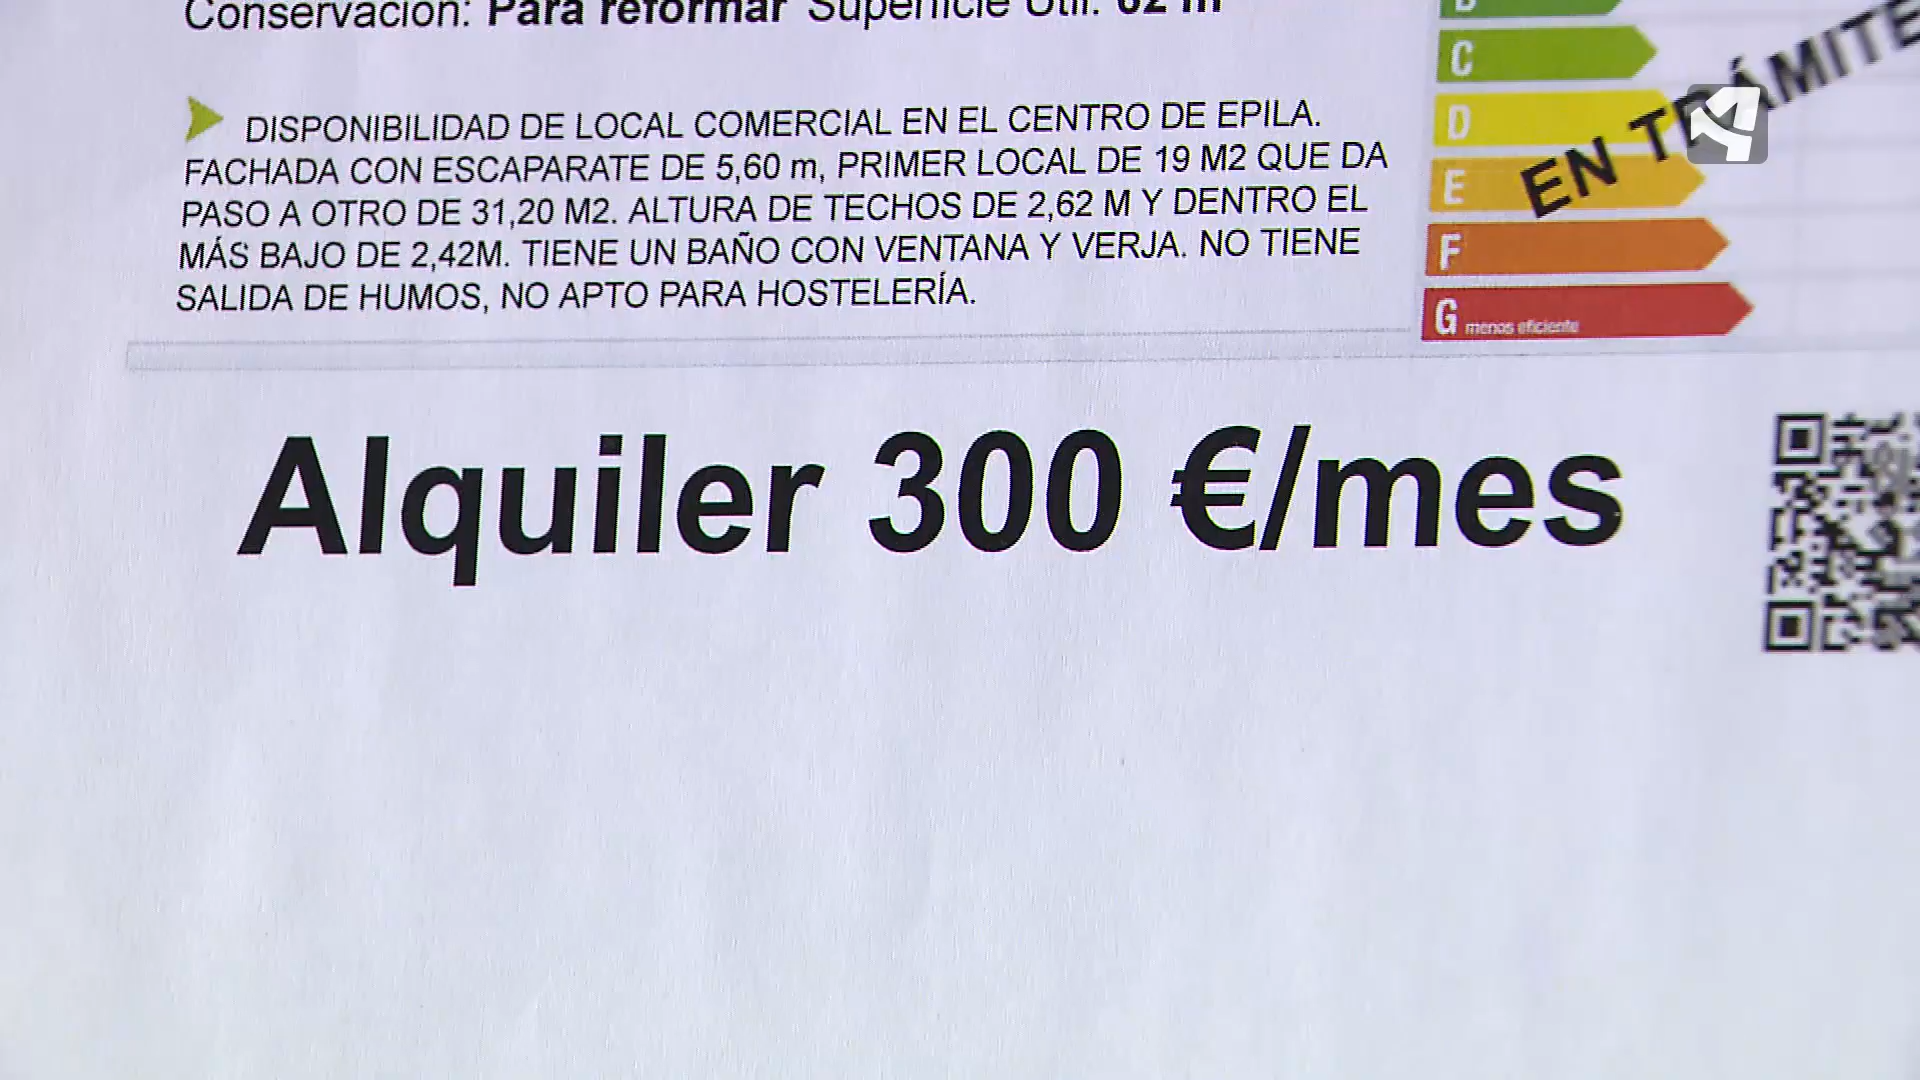 Conservación: Para reformar Superficie Útil: 62 m
DISPONIBILIDAD DE LOCAL COMERCIAL EN EL CENTRO DE EPILA.
FACHADA CON ESCAPARATE DE 5,60 m, PRIMER LOCAL DE 19 M2 QUE DA
PASO A OTRO DE 31,20 M2. ALTURA DE TECHOS DE 2,62 M Y DENTRO EL
MÁS BAJO DE 2,42M. TIENE UN BAÑO CON VENTANA Y VERJA. NO TIENE
SALIDA DE HUMOS, NO APTO PARA HOSTELERÍA.
B
C
D
E
F
G menos eficiente
EN TRÁMITE
Alquiler 300 €/mes